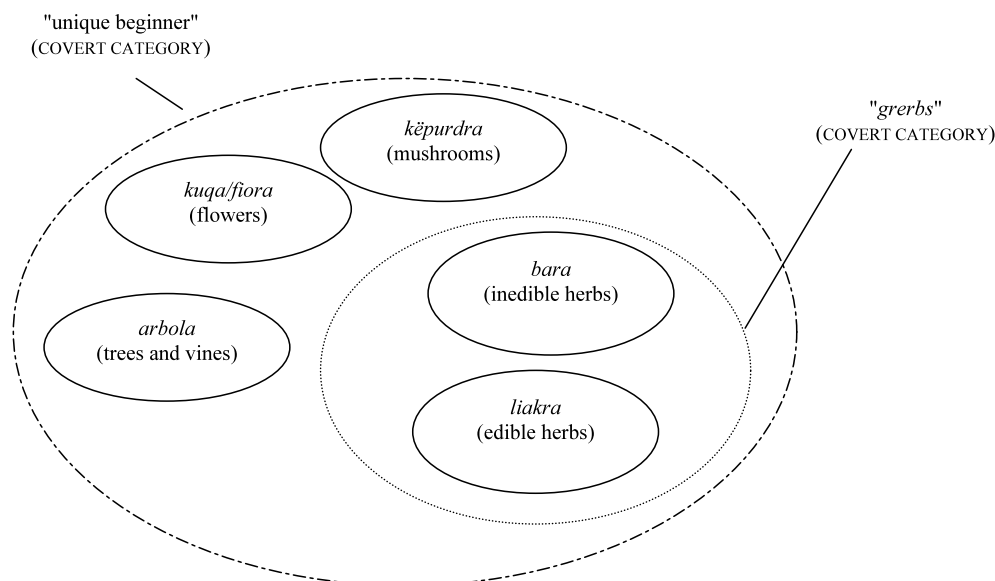 "unique beginner"
(COVERT CATEGORY)
"grerbs"
(COVERT CATEGORY)
këpurdra
(mushrooms)
kuqa/fiora
(flowers)
bara
(inedible herbs)
arbola
(trees and vines)
liakra
(edible herbs)